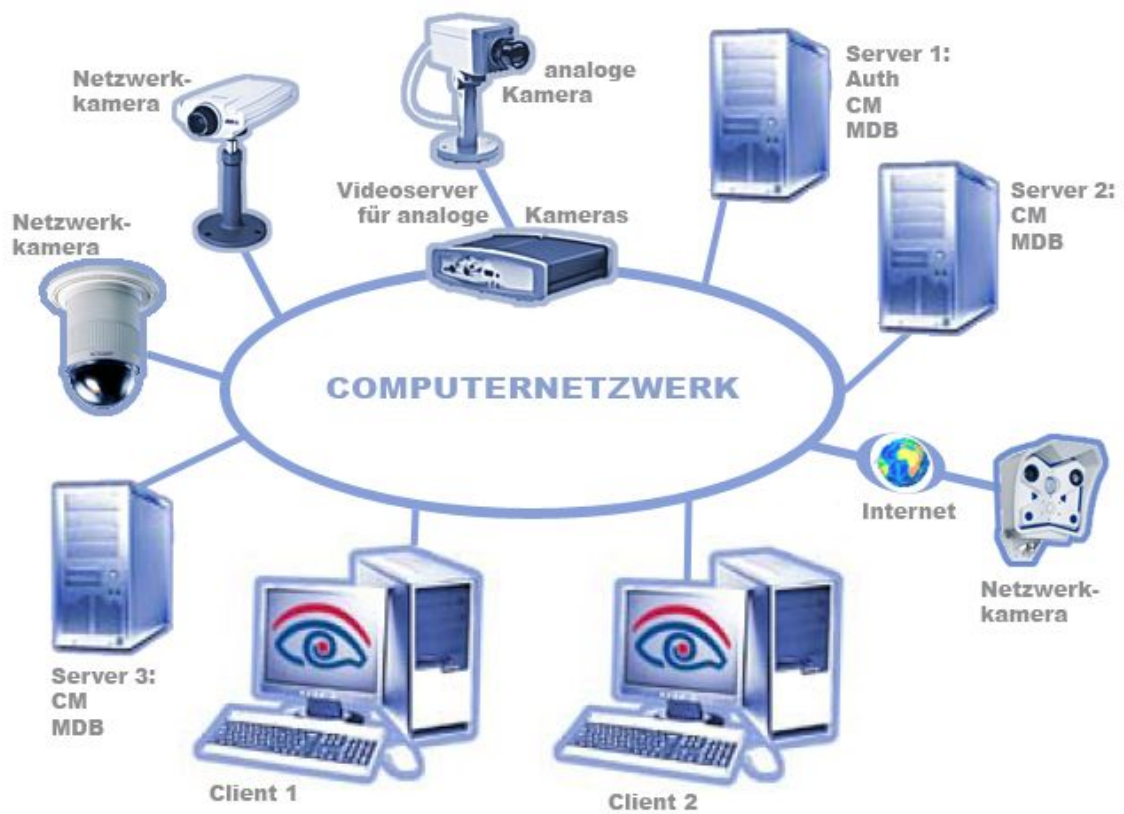 Netzwerk-
kamera
analoge
Kamera
Server 1:
Auth
CM
MDB
Videoserver
für analoge Kameras
Server 2:
CM
MDB
Netzwerk-
kamera
COMPUTERNETZWERK
Internet
Netzwerk-
kamera
Server 3:
CM
MDB
Client 1
Client 2